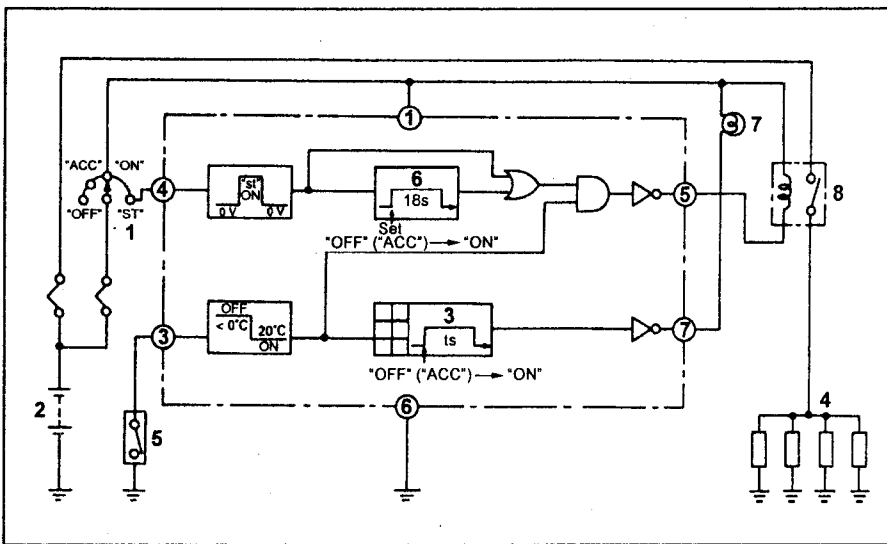 ①
7
"ACC" "ON"
④
"st"
ON
0 V 0 V
6
18s
⑤
8
"OFF" "ST"
1
Set
"OFF" ("ACC") → "ON"
③
OFF
< 0°C
20°C
ON
3
ts
⑦
"OFF" ("ACC") → "ON"
2
5
⑥
4